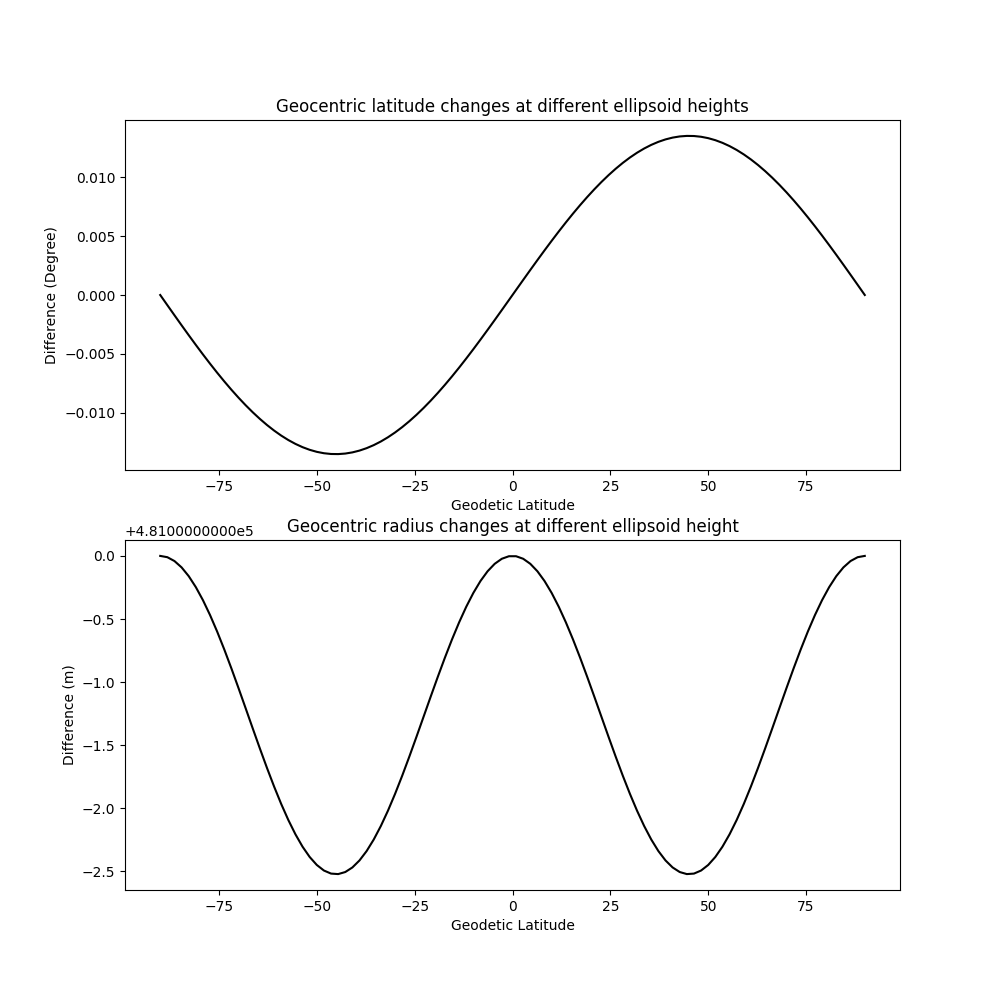 Geocentric latitude changes at different ellipsoid heights
Difference (Degree)
0.010
0.005
0.000
−0.005
−0.010
−75 −50 −25 0 25 50 75
Geodetic Latitude
+4.8100000000e5
Geocentric radius changes at different ellipsoid height
Difference (m)
0.0
−0.5
−1.0
−1.5
−2.0
−2.5
−75 −50 −25 0 25 50 75
Geodetic Latitude